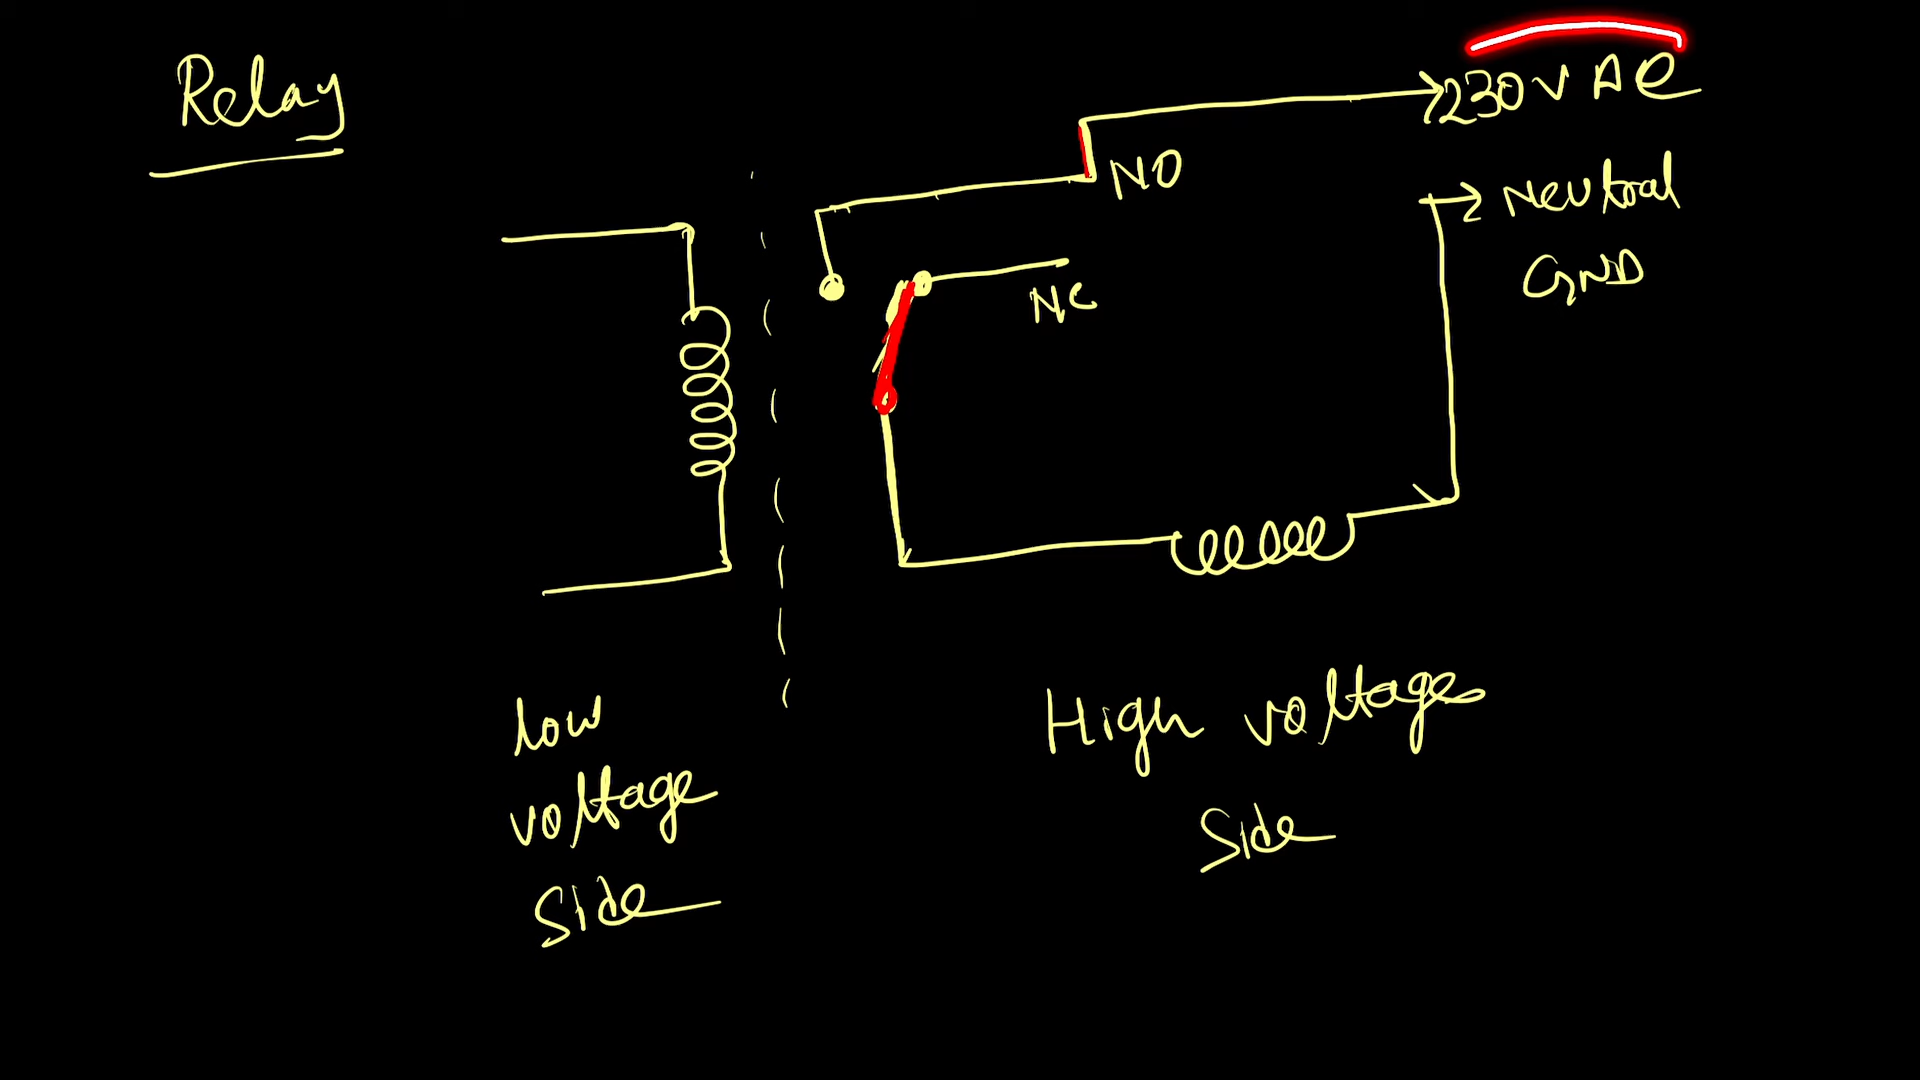 Relay
230V AC
NO
Neutral
GND
NC
low
voltage
Side
High voltage
Side